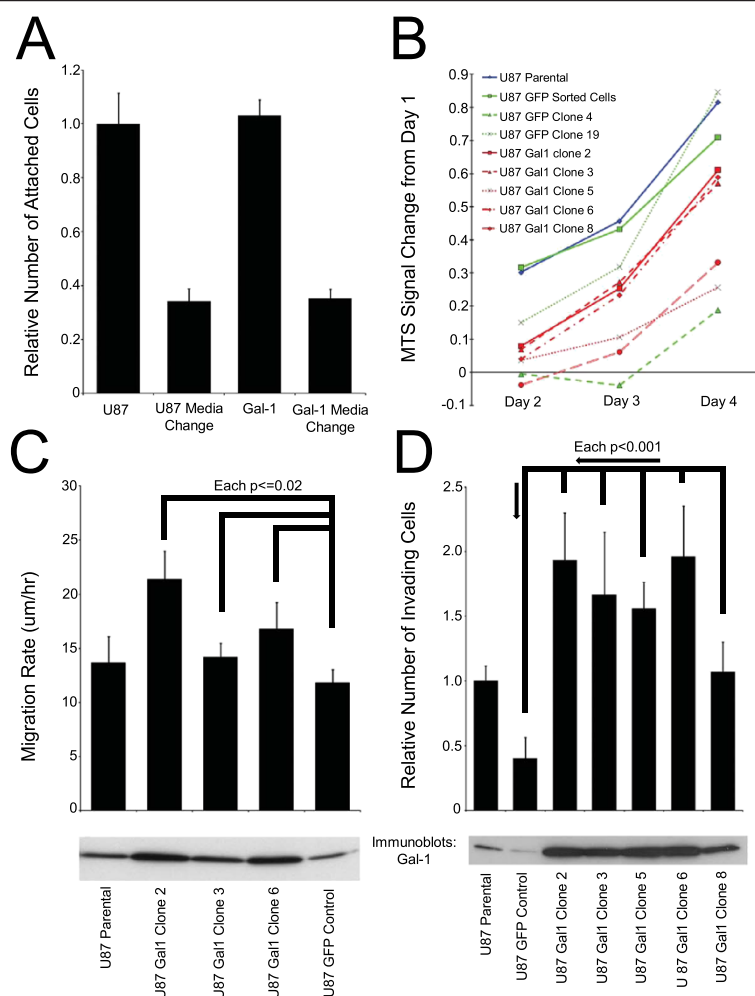 A
Relative Number of Attached Cells
1.2
1.0
0.8
0.6
0.4
0.2
0
U87
U87 Media
Change
Gal-1
Gal-1 Media
Change
B
MTS Signal Change from Day 1
0.9
0.8
0.7
0.6
0.5
0.4
0.3
0.2
0.1
0
-0.1
U87 Parental
U87 GFP Sorted Cells
U87 GFP Clone 4
U87 GFP Clone 19
U87 Gal1 clone 2
U87 Gal1 Clone 3
U87 Gal1 Clone 5
U87 Gal1 Clone 6
U87 Gal1 Clone 8
Day 2
Day 3
Day 4
C
Migration Rate (um/hr)
30
25
20
15
10
5
0
Each p<=0.02
U87 Parental
U87 Gal1 Clone 2
U87 Gal1 Clone 3
U87 Gal1 Clone 6
U87 GFP Control
Immunoblots:
Gal-1
D
Relative Number of Invading Cells
2.5
2.0
1.5
1.0
0.5
0
Each p<0.001
U87 Parental
U87 GFP Control
U87 Gal1 Clone 2
U87 Gal1 Clone 3
U87 Gal1 Clone 5
U 87 Gal1 Clone 6
U87 Gal1 Clone 8